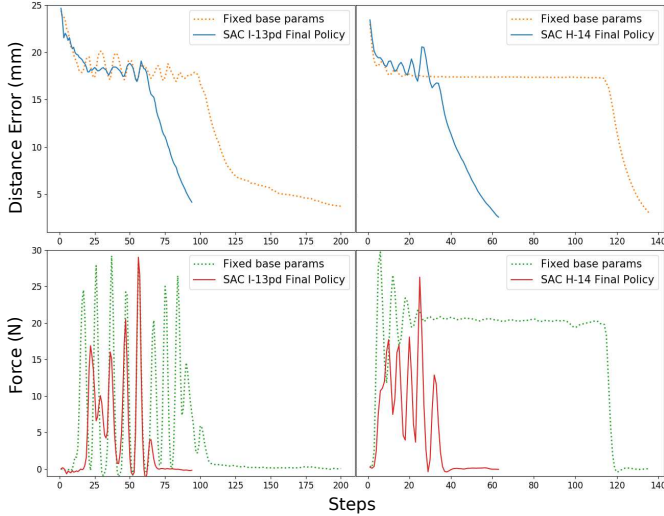 Fixed base params
SAC I-13pd Final Policy
Fixed base params
SAC H-14 Final Policy
Distance Error (mm)
25
20
15
10
5
0 25 50 75 100 125 150 175 200
0 20 40 60 80 100 120 140
Fixed base params
SAC I-13pd Final Policy
Fixed base params
SAC H-14 Final Policy
Force (N)
30
25
20
15
10
5
0
0 25 50 75 100 125 150 175 200
0 20 40 60 80 100 120 140
Steps